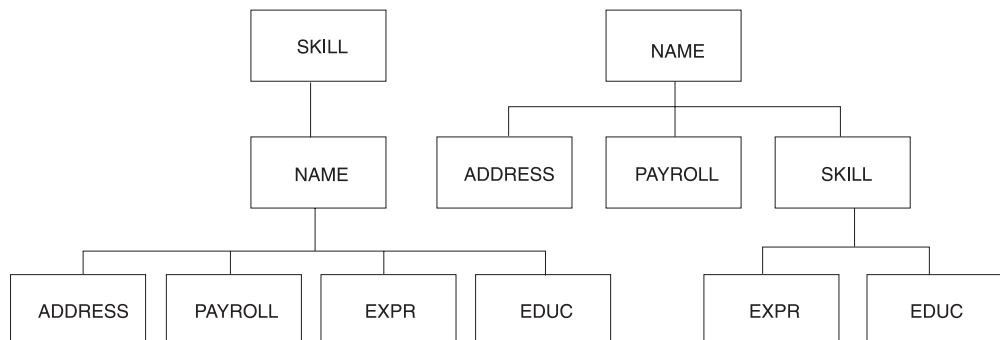 SKILL
NAME
NAME
ADDRESS
PAYROLL
SKILL
ADDRESS
PAYROLL
EXPR
EDUC
EXPR
EDUC